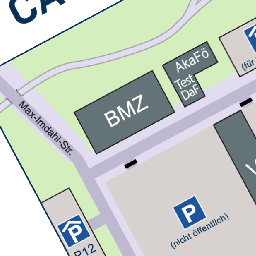 CA
AkaFö
Test
DaF
(für
BMZ
Max-Imdahl-Str.
P
P
(nicht öffentlich)
P12